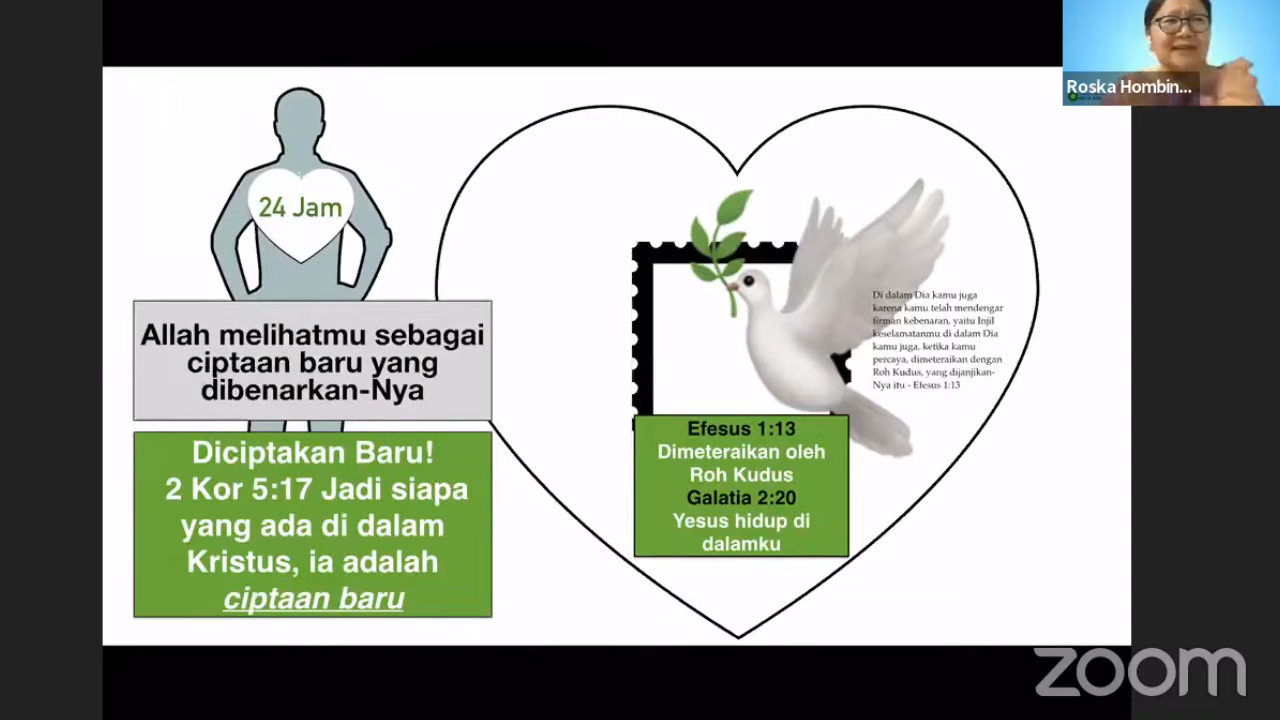 Roska Hombin...
24 Jam
Allah melihatmu sebagai
ciptaan baru yang
dibenarkan-Nya
Diciptakan Baru!
2 Kor 5:17 Jadi siapa
yang ada di dalam
Kristus, ia adalah
ciptaan baru
Di dalam Dia kamu juga
karena kamu telah mendengar
firman kebenaran, yaitu Injil
keselamatanmu di dalam Dia
kamu juga, ketika kamu
percaya, dimeteraikan dengan
Roh Kudus, yang dijanjikan-
Nya itu - Efesus 1:13
Efesus 1:13
Dimeteraikan oleh
Roh Kudus
Galatia 2:20
Yesus hidup di
dalamku
zoom